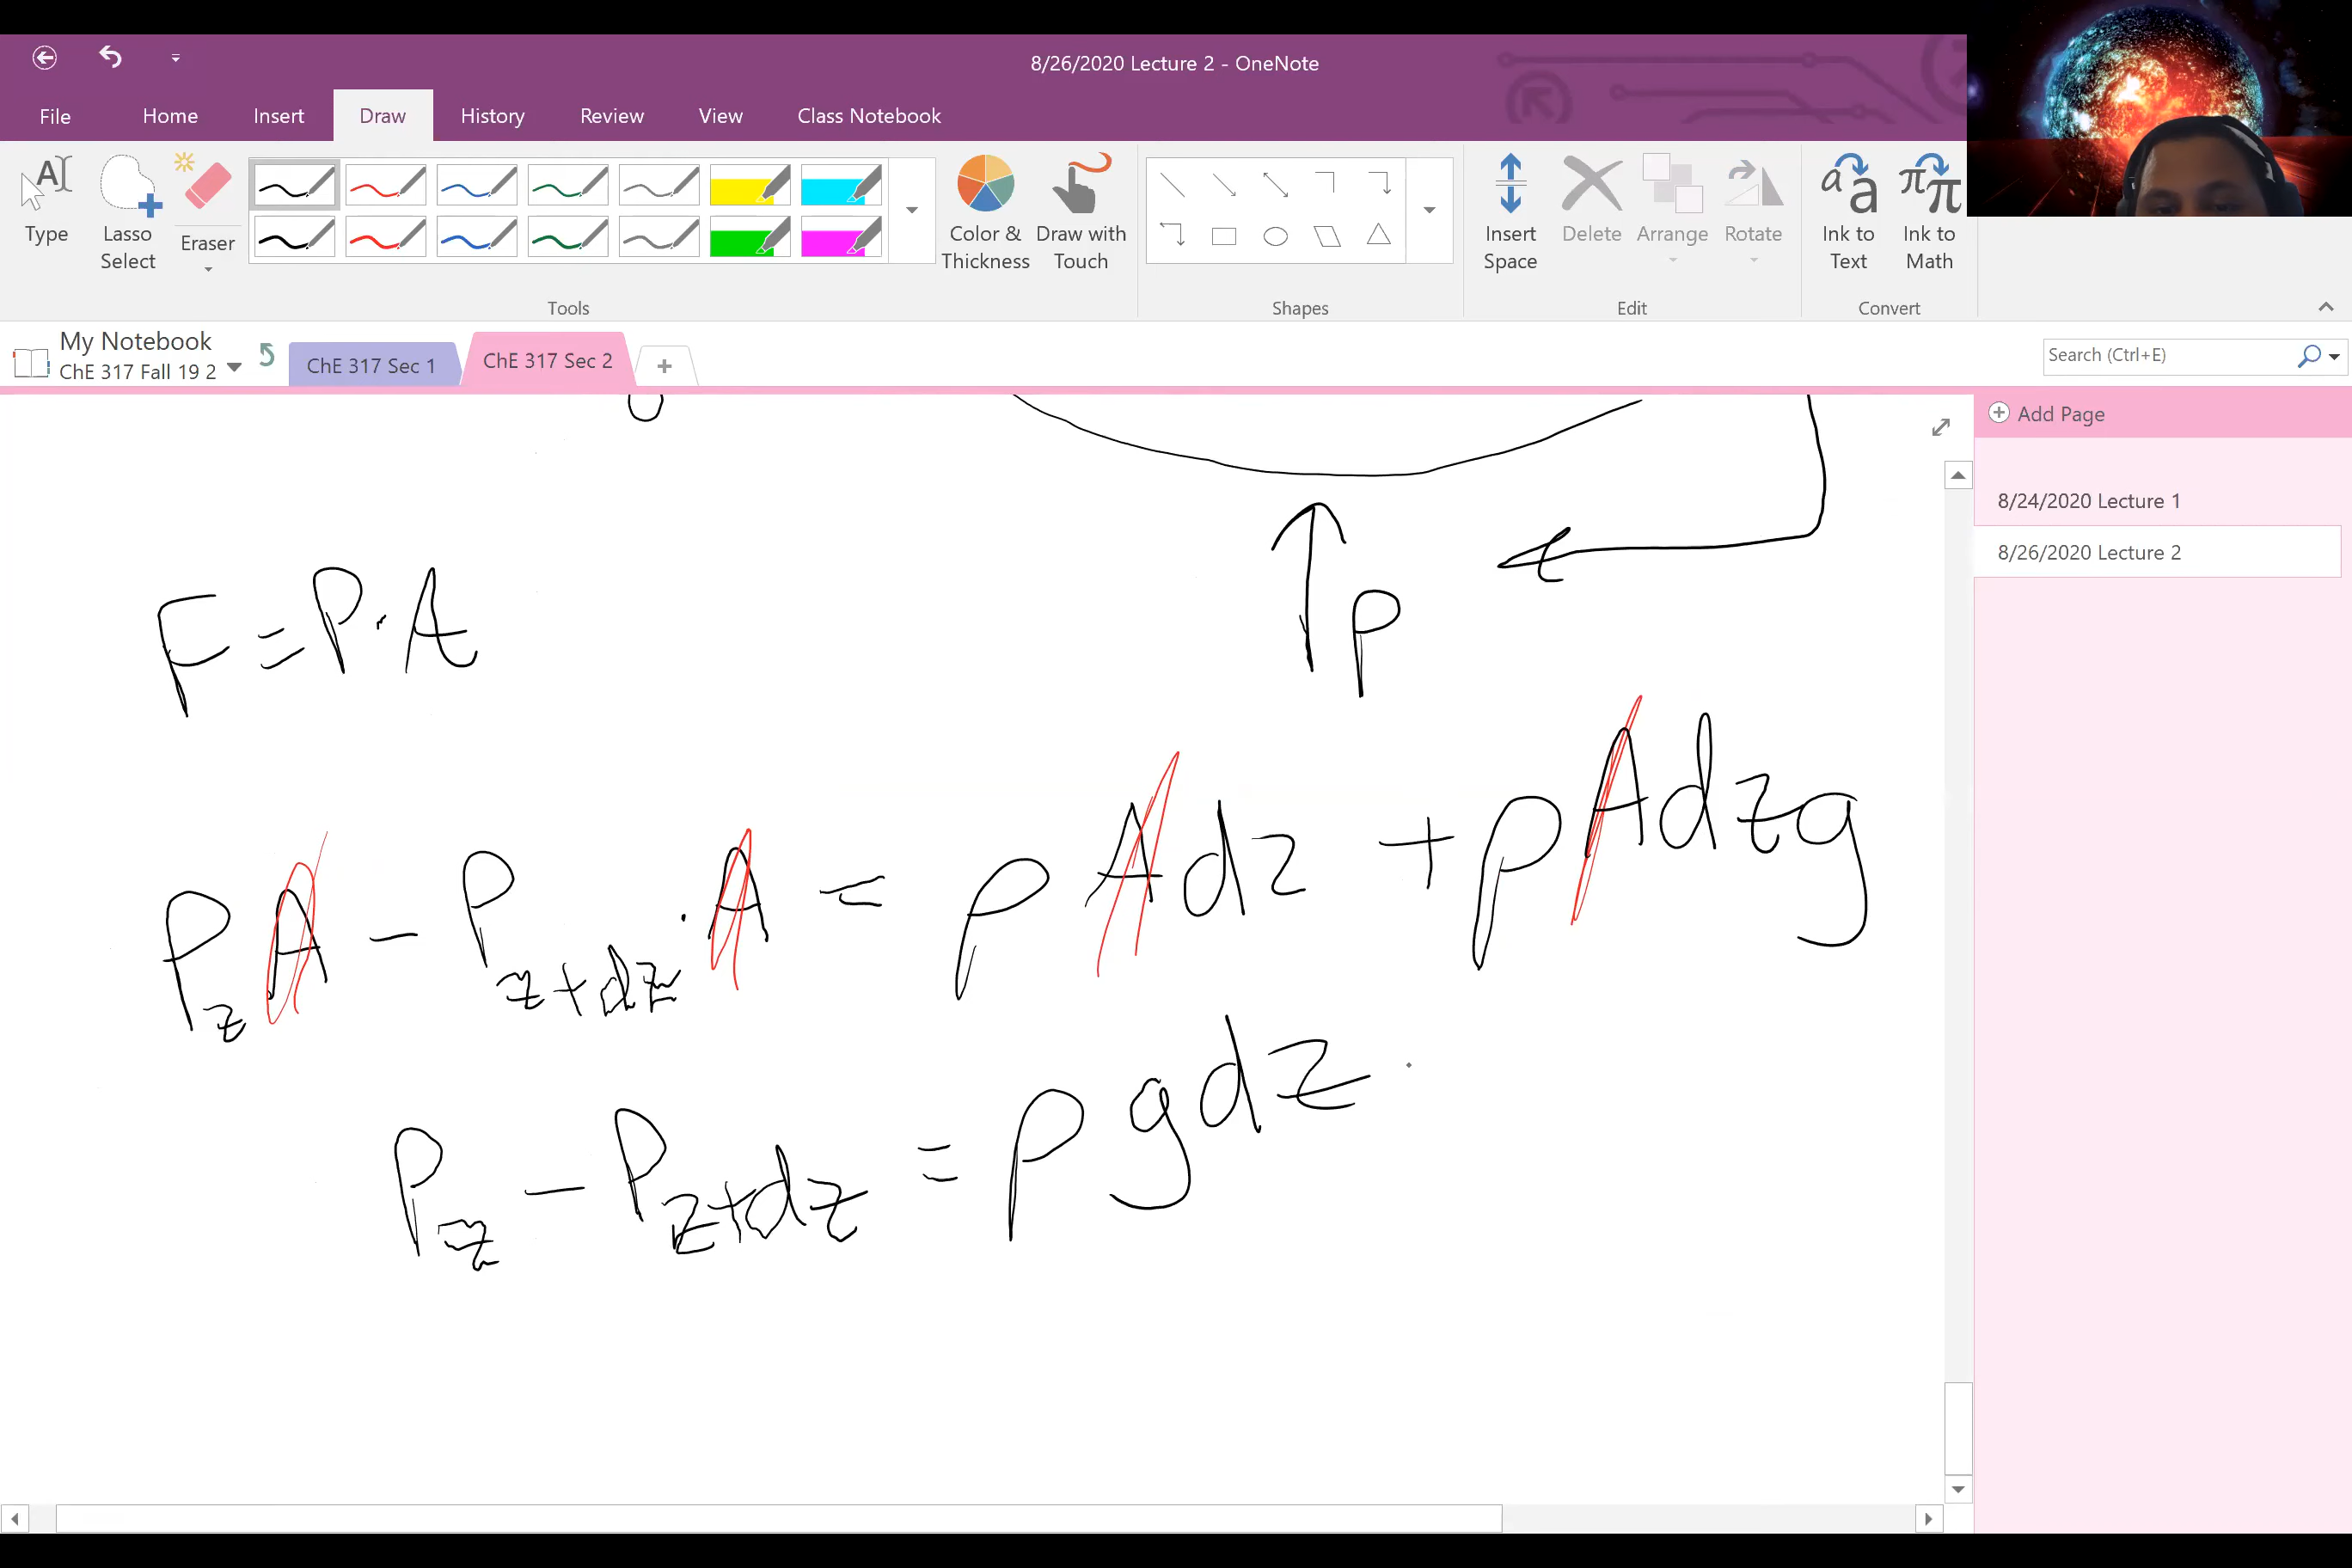 8/26/2020 Lecture 2 - OneNote
File Home Insert Draw History Review View Class Notebook
Type
Lasso Select
Eraser
Color & Thickness
Draw with Touch
Insert Space
Delete
Arrange
Rotate
Ink to Text
Ink to Math
Tools Shapes Edit Convert
My Notebook
ChE 317 Fall 19 2
ChE 317 Sec 1
ChE 317 Sec 2
Search (Ctrl+E)
Add Page
8/24/2020 Lecture 1
8/26/2020 Lecture 2
F = P · A
P
P_z A - P_{z+dz} · A = ρ A dz + ρ A dz g
P_z - P_{z+dz} = ρ g dz